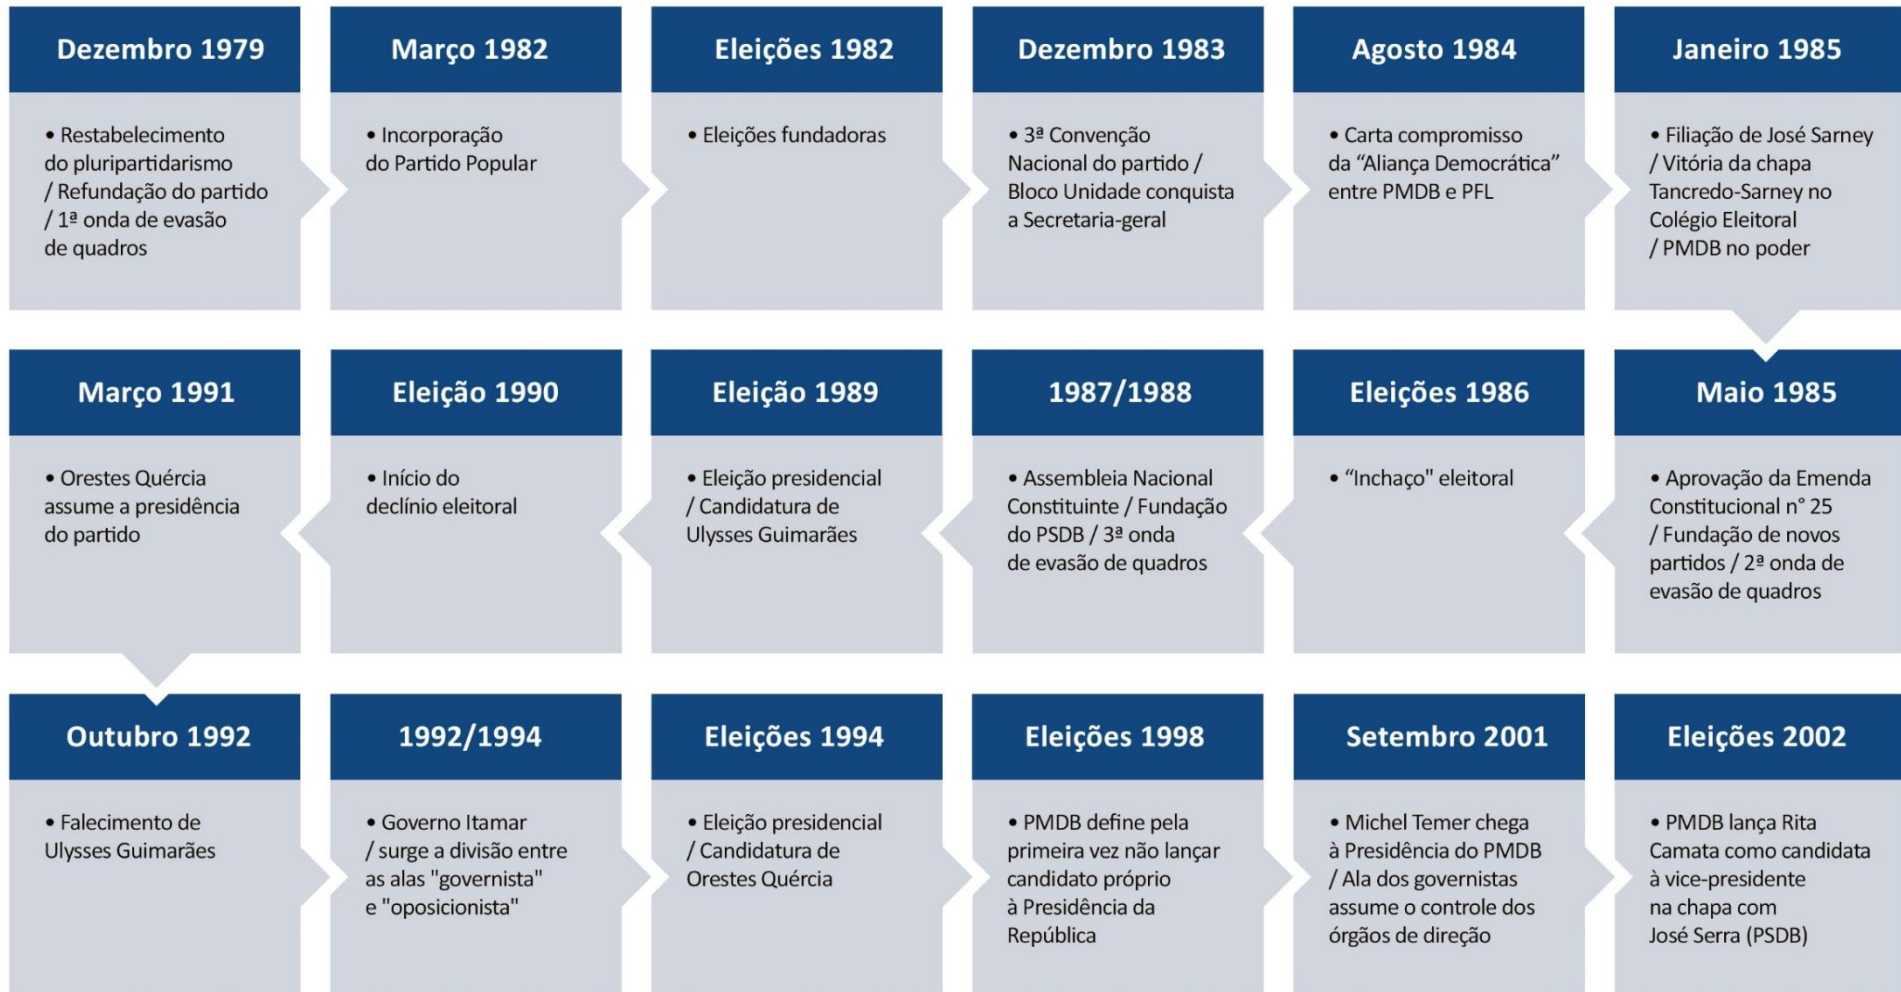 Dezembro 1979
• Restabelecimento
do pluripartidarismo
/ Refundação do partido
/ 1ª onda de evasão
de quadros
Março 1982
• Incorporação
do Partido Popular
Eleições 1982
• Eleições fundadoras
Dezembro 1983
• 3ª Convenção
Nacional do partido /
Bloco Unidade conquista
a Secretaria-geral
Agosto 1984
• Carta compromisso
da “Aliança Democrática”
entre PMDB e PFL
Janeiro 1985
• Filiação de José Sarney
/ Vitória da chapa
Tancredo-Sarney no
Colégio Eleitoral
/ PMDB no poder
Maio 1985
• Aprovação da Emenda
Constitucional n° 25
/ Fundação de novos
partidos / 2ª onda de
evasão de quadros
Eleições 1986
• “Inchaço" eleitoral
1987/1988
• Assembleia Nacional
Constituinte / Fundação
do PSDB / 3ª onda
de evasão de quadros
Eleição 1989
• Eleição presidencial
/ Candidatura de
Ulysses Guimarães
Eleição 1990
• Início do
declínio eleitoral
Março 1991
• Orestes Quércia
assume a presidência
do partido
Outubro 1992
• Falecimento de
Ulysses Guimarães
1992/1994
• Governo Itamar
/ surge a divisão entre
as alas "governista"
e "oposicionista"
Eleições 1994
• Eleição presidencial
/ Candidatura de
Orestes Quércia
Eleições 1998
• PMDB define pela
primeira vez não lançar
candidato próprio
à Presidência da
República
Setembro 2001
• Michel Temer chega
à Presidência do PMDB
/ Ala dos governistas
assume o controle dos
órgãos de direção
Eleições 2002
• PMDB lança Rita
Camata como candidata
à vice-presidente
na chapa com
José Serra (PSDB)